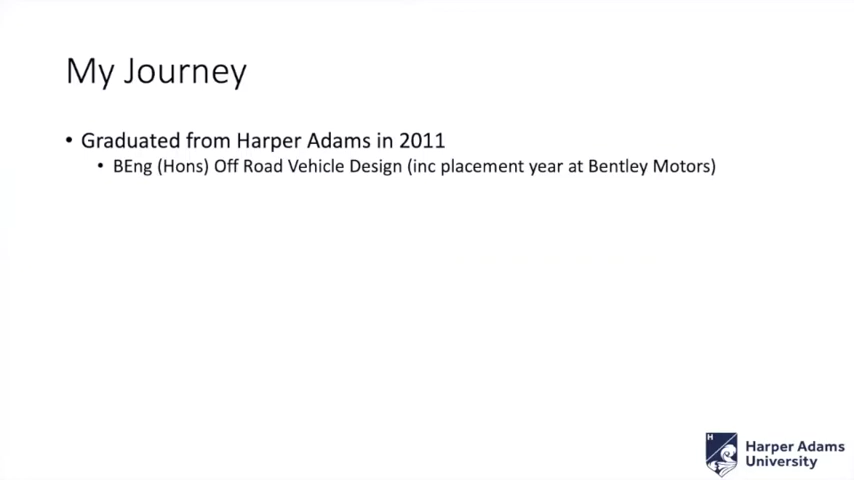 My Journey
• Graduated from Harper Adams in 2011
• BEng (Hons) Off Road Vehicle Design (inc placement year at Bentley Motors)
H
Harper Adams
University